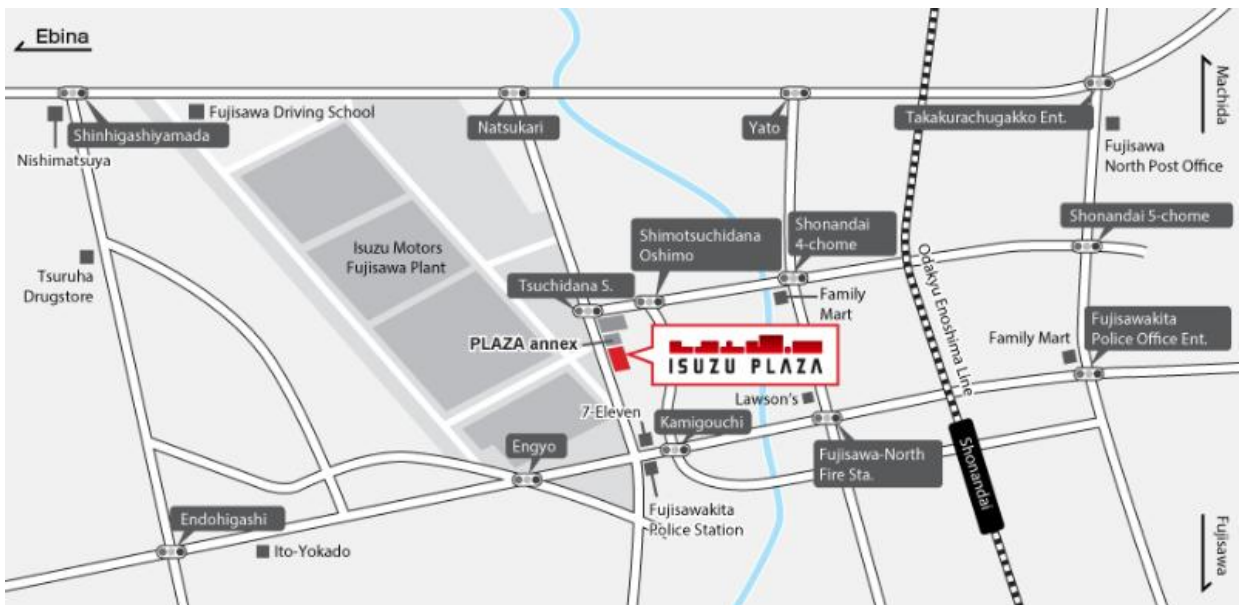 Ebina
Machida
Fujisawa Driving School
Shinhigashiyamada
Natsukari
Yato
Takakurachugakko Ent.
Nishimatsuya
Fujisawa
North Post Office
Shonandai 5-chome
Shonandai
4-chome
Shimotsuchidana
Oshimo
Isuzu Motors
Fujisawa Plant
Tsuruha
Drugstore
Tsuchidana S.
Odakyu Enoshima Line
Family
Mart
Fujisawakita
Police Office Ent.
PLAZA annex
ISUZU PLAZA
Family Mart
Lawson's
7-Eleven
Kamigouchi
Engyo
Fujisawa-North
Fire Sta.
Shonandai
Fujisawakita
Police Station
Endohigashi
Ito-Yokado
Fujisawa